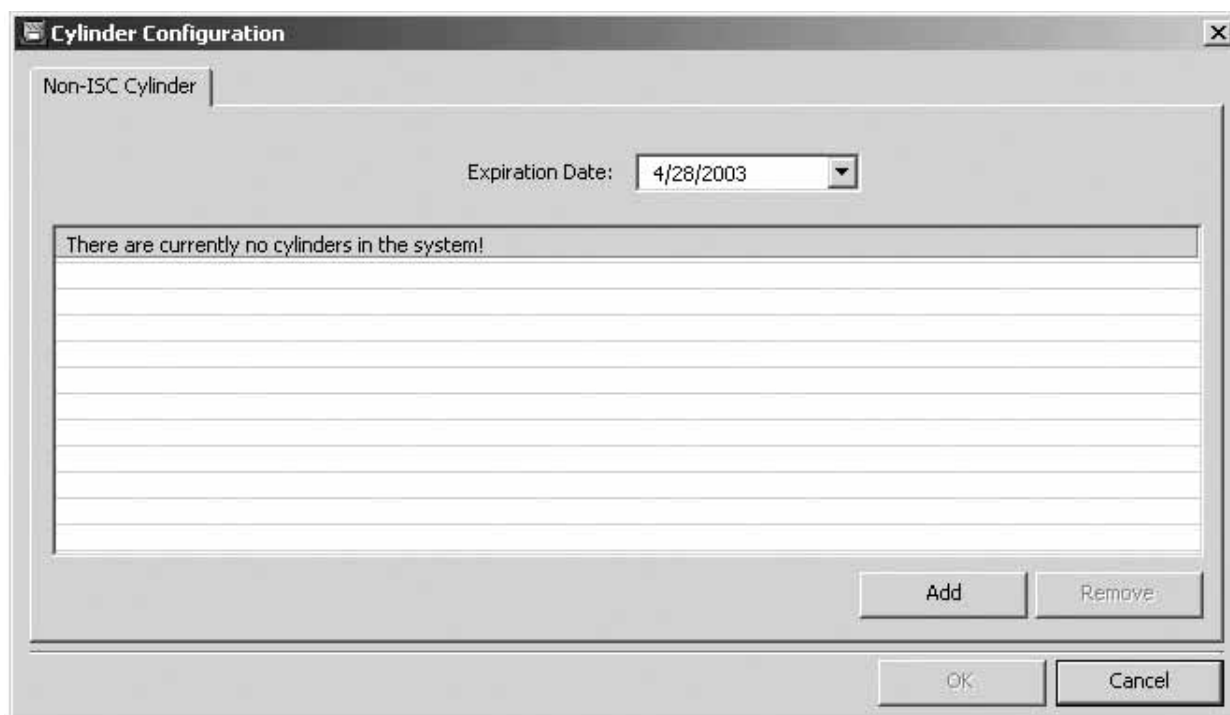 Cylinder Configuration
Non-ISC Cylinder
Expiration Date: 4/28/2003
There are currently no cylinders in the system!
Add Remove
OK Cancel